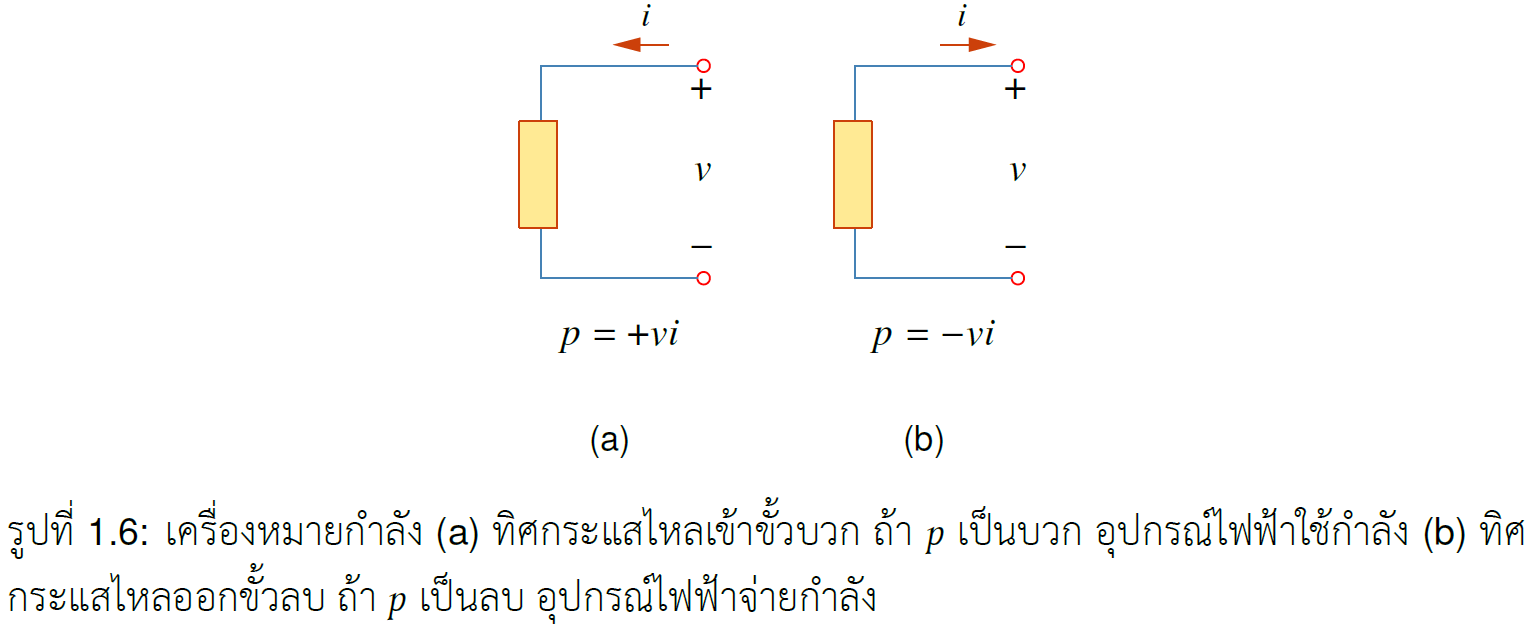 i i
+ +
v v
− −
p = +vi p = −vi
(a) (b)
รูปที่ 1.6: เครื่องหมายกำลัง (a) ทิศกระแสไหลเข้าขั้วบวก ถ้า p เป็นบวก อุปกรณ์ไฟฟ้าใช้กำลัง (b) ทิศ
กระแสไหลออกขั้วลบ ถ้า p เป็นลบ อุปกรณ์ไฟฟ้าจ่ายกำลัง